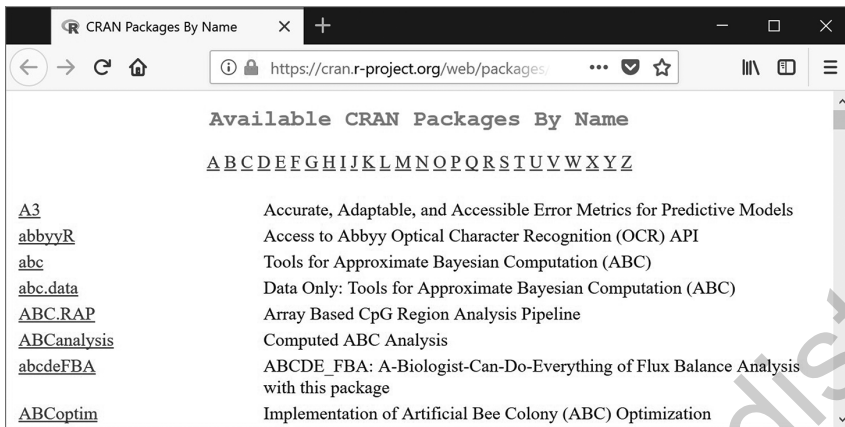 CRAN Packages By Name
https://cran.r-project.org/web/packages/
Available CRAN Packages By Name
A B C D E F G H I J K L M N O P Q R S T U V W X Y Z
A3 Accurate, Adaptable, and Accessible Error Metrics for Predictive Models
abbyyR Access to Abbyy Optical Character Recognition (OCR) API
abc Tools for Approximate Bayesian Computation (ABC)
abc.data Data Only: Tools for Approximate Bayesian Computation (ABC)
ABC.RAP Array Based CpG Region Analysis Pipeline
ABCanalysis Computed ABC Analysis
abcdeFBA ABCDE_FBA: A-Biologist-Can-Do-Everything of Flux Balance Analysis
with this package
ABCoptim Implementation of Artificial Bee Colony (ABC) Optimization